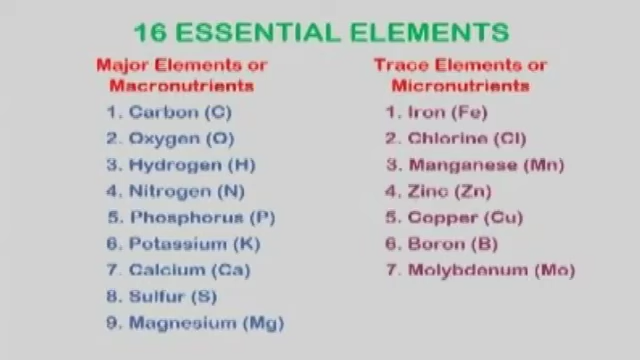 16 ESSENTIAL ELEMENTS
Major Elements or
Macronutrients
1. Carbon (C)
2. Oxygen (O)
3. Hydrogen (H)
4. Nitrogen (N)
5. Phosphorus (P)
6. Potassium (K)
7. Calcium (Ca)
8. Sulfur (S)
9. Magnesium (Mg)
Trace Elements or
Micronutrients
1. Iron (Fe)
2. Chlorine (Cl)
3. Manganese (Mn)
4. Zinc (Zn)
5. Copper (Cu)
6. Boron (B)
7. Molybdenum (Mo)